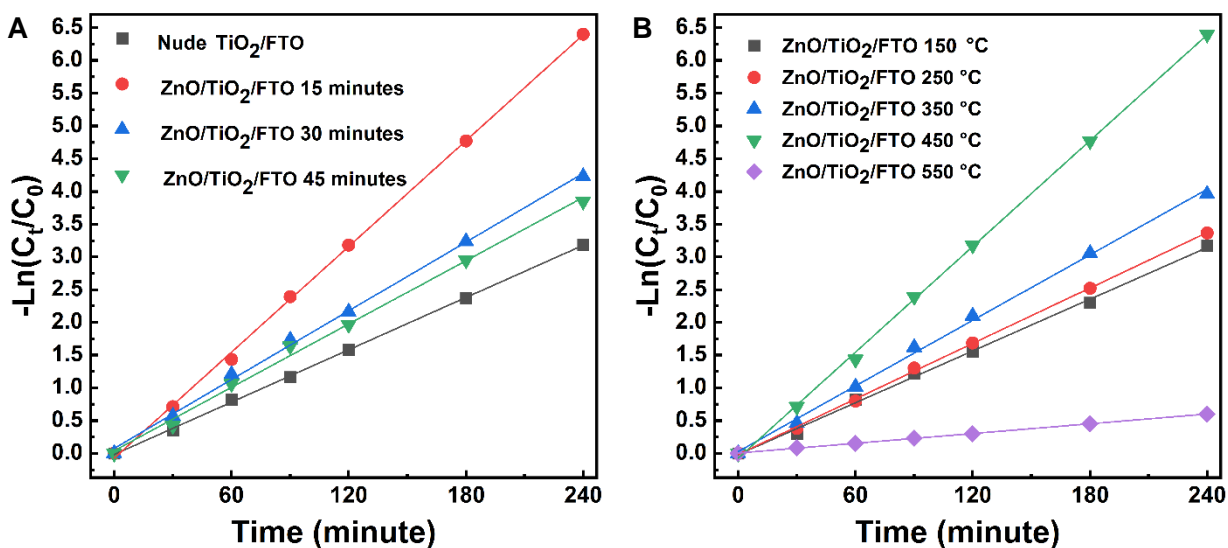 A
-Ln(Cₜ/C₀)
6.5
6.0
5.5
5.0
4.5
4.0
3.5
3.0
2.5
2.0
1.5
1.0
0.5
0.0
Nude TiO₂/FTO
ZnO/TiO₂/FTO 15 minutes
ZnO/TiO₂/FTO 30 minutes
ZnO/TiO₂/FTO 45 minutes
0 60 120 180 240
Time (minute)
B
-Ln(Cₜ/C₀)
6.5
6.0
5.5
5.0
4.5
4.0
3.5
3.0
2.5
2.0
1.5
1.0
0.5
0.0
ZnO/TiO₂/FTO 150 °C
ZnO/TiO₂/FTO 250 °C
ZnO/TiO₂/FTO 350 °C
ZnO/TiO₂/FTO 450 °C
ZnO/TiO₂/FTO 550 °C
0 60 120 180 240
Time (minute)